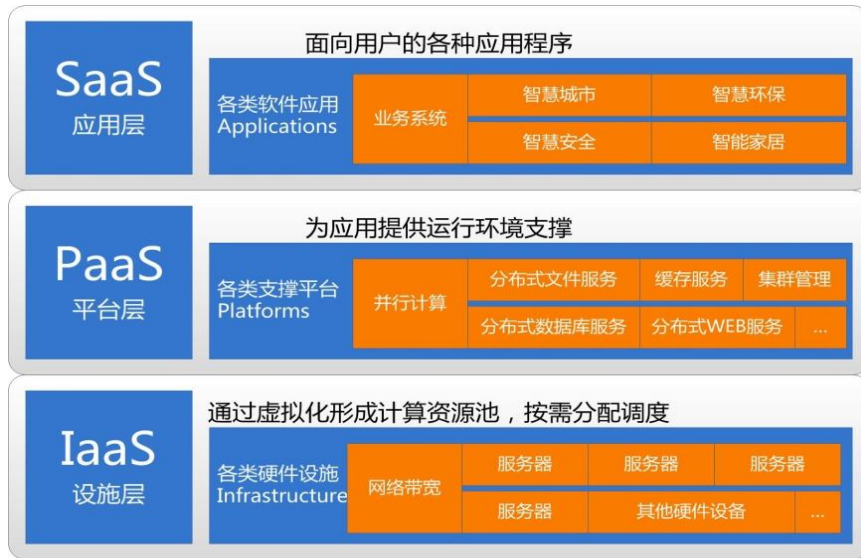 面向用户的各种应用程序
SaaS
应用层
各类软件应用
Applications
业务系统
智慧城市
智慧环保
智慧安全
智能家居
为应用提供运行环境支撑
PaaS
平台层
各类支撑平台
Platforms
并行计算
分布式文件服务
缓存服务
集群管理
分布式数据库服务
分布式WEB服务
...
通过虚拟化形成计算资源池，按需分配调度
IaaS
设施层
各类硬件设施
Infrastructure
网络带宽
服务器
服务器
服务器
服务器
其他硬件设备
...